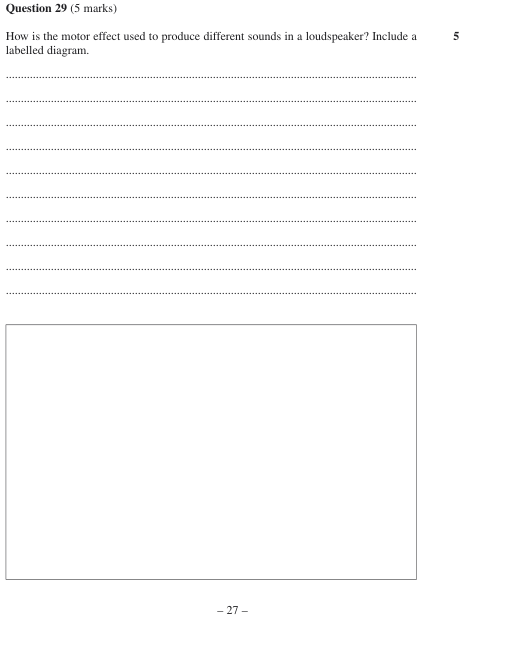 Question 29 (5 marks)
How is the motor effect used to produce different sounds in a loudspeaker? Include a 5
labelled diagram.
– 27 –